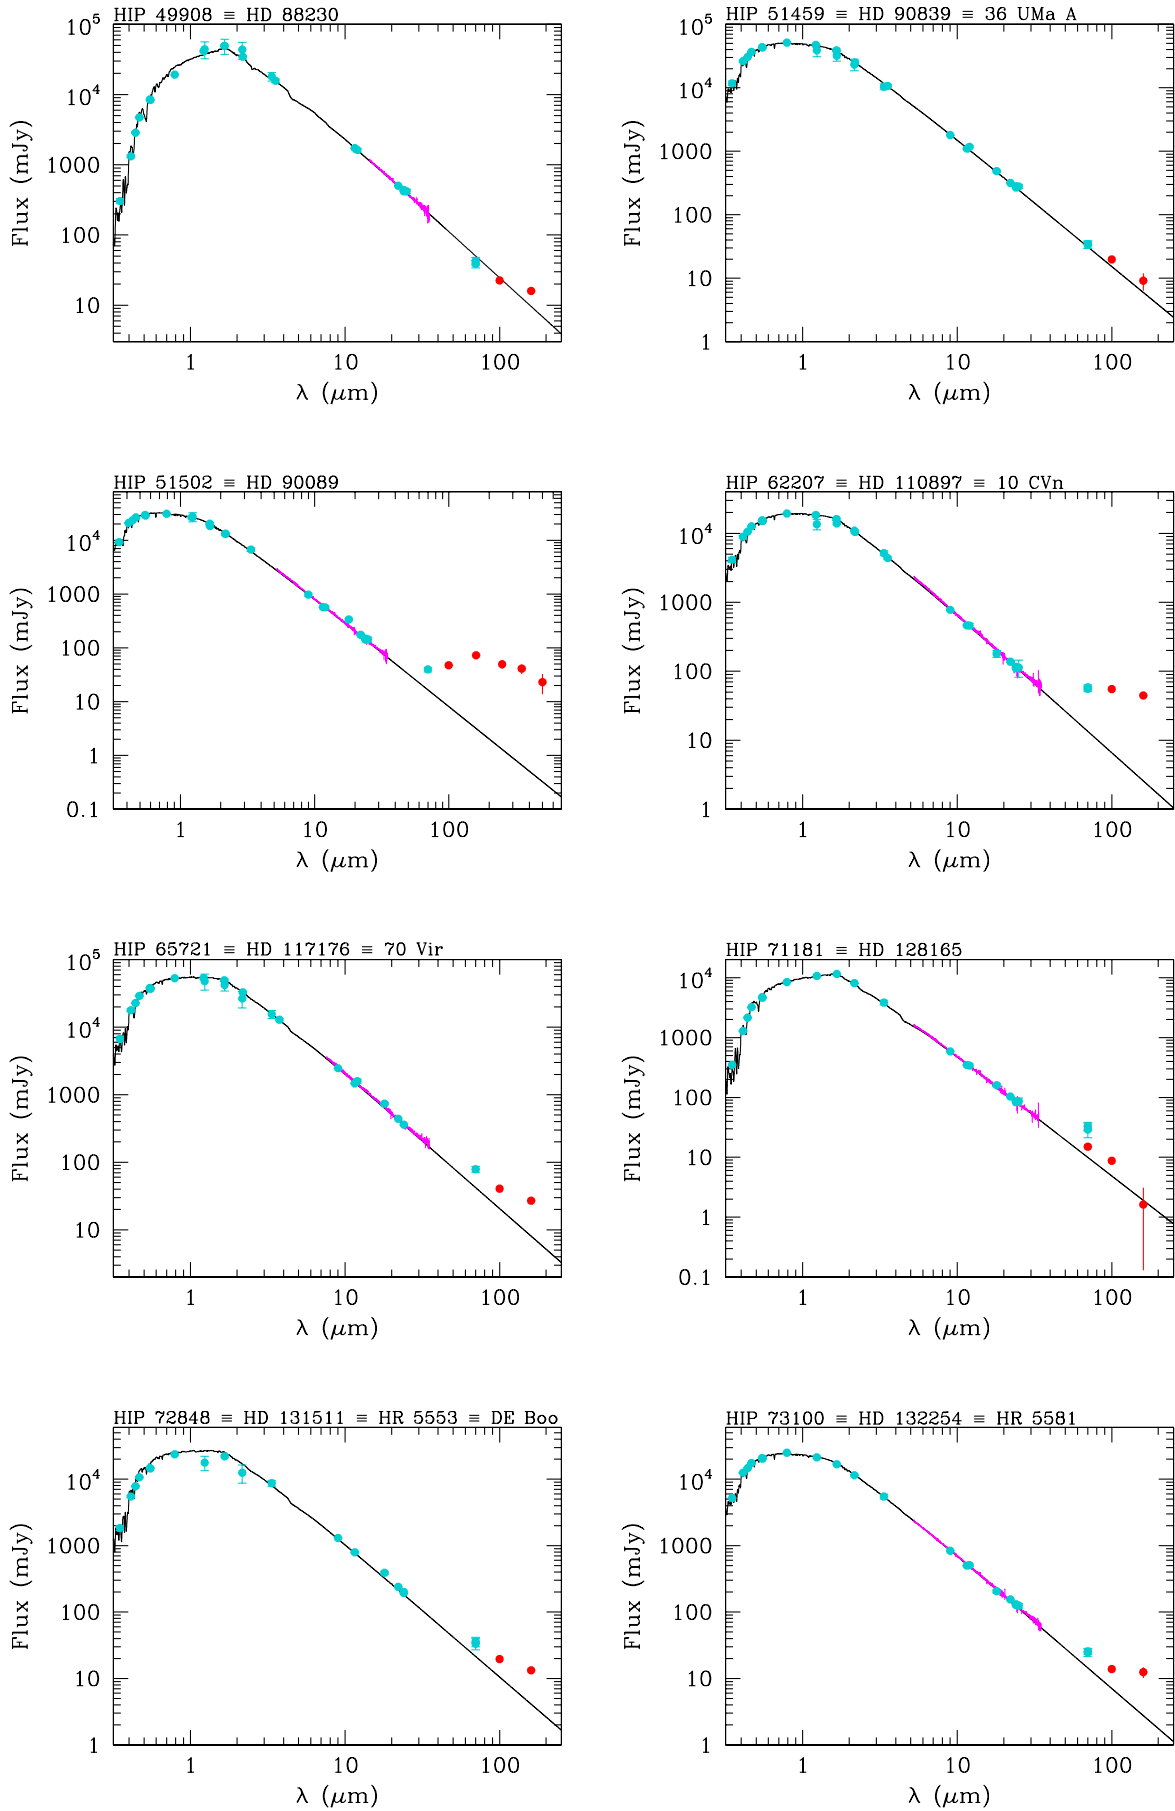 HIP 49908 ≡ HD 88230
10^5
10^4
1000
100
10
Flux (mJy)
1 10 100
λ (μm)
HIP 51459 ≡ HD 90839 ≡ 36 UMa A
10^5
10^4
1000
100
10
1
Flux (mJy)
1 10 100
λ (μm)
HIP 51502 ≡ HD 90089
10^4
1000
100
10
1
0.1
Flux (mJy)
1 10 100
λ (μm)
HIP 62207 ≡ HD 110897 ≡ 10 CVn
10^4
1000
100
10
1
Flux (mJy)
1 10 100
λ (μm)
HIP 65721 ≡ HD 117176 ≡ 70 Vir
10^5
10^4
1000
100
10
Flux (mJy)
1 10 100
λ (μm)
HIP 71181 ≡ HD 128165
10^4
1000
100
10
1
0.1
Flux (mJy)
1 10 100
λ (μm)
HIP 72848 ≡ HD 131511 ≡ HR 5553 ≡ DE Boo
10^4
1000
100
10
1
Flux (mJy)
1 10 100
λ (μm)
HIP 73100 ≡ HD 132254 ≡ HR 5581
10^4
1000
100
10
1
Flux (mJy)
1 10 100
λ (μm)